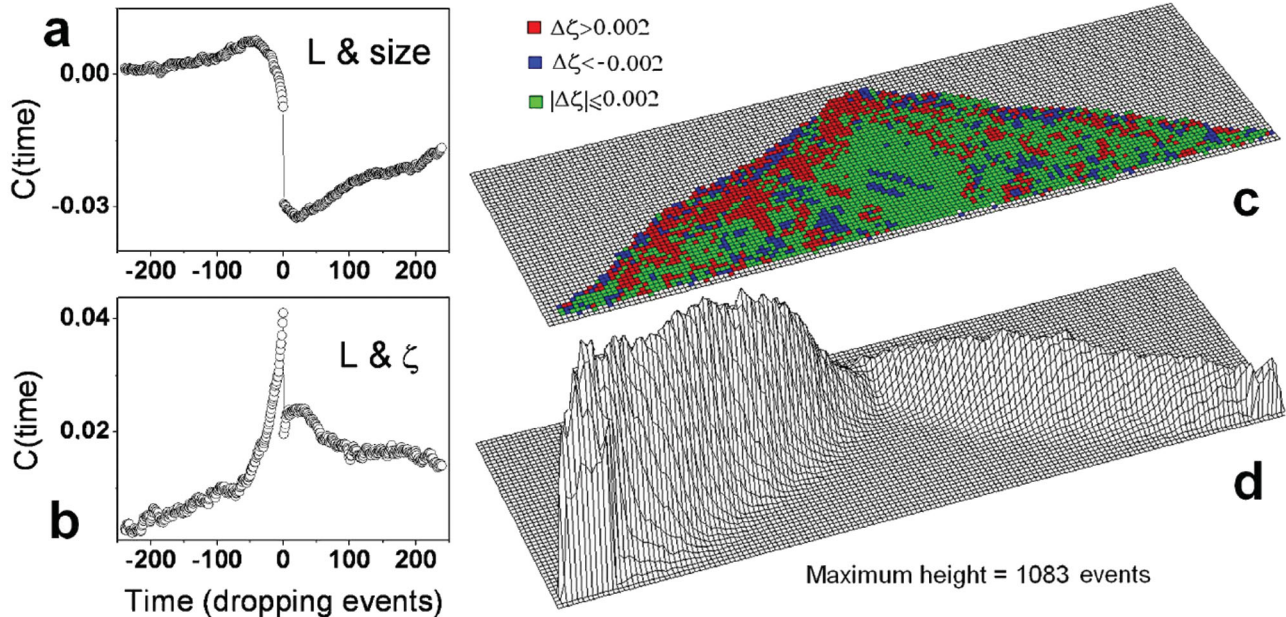 a
L & size
C(time)
0,00
-0,03
-200 -100 0 100 200
b
L & ζ
C(time)
0,04
0,02
-200 -100 0 100 200
Time (dropping events)
Δζ>0.002
Δζ<-0.002
|Δζ|⩽0.002
c
d
Maximum height = 1083 events